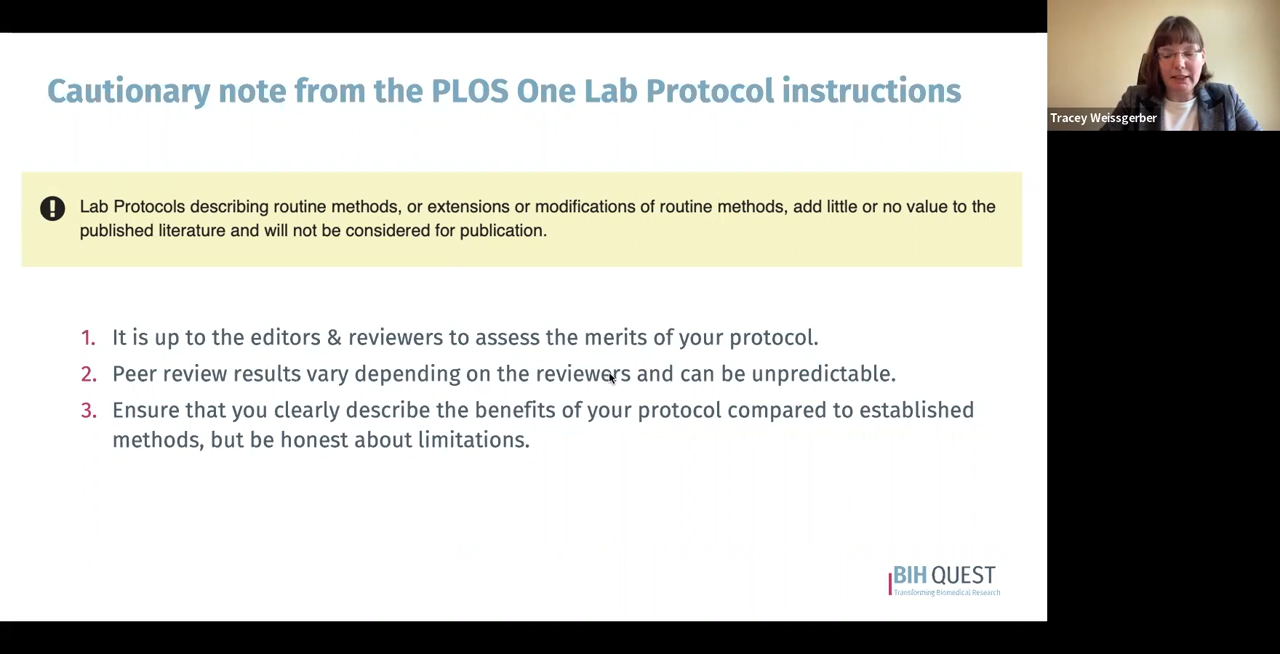 Cautionary note from the PLOS One Lab Protocol instructions
Tracey Weissgerber
Lab Protocols describing routine methods, or extensions or modifications of routine methods, add little or no value to the
published literature and will not be considered for publication.
1. It is up to the editors & reviewers to assess the merits of your protocol.
2. Peer review results vary depending on the reviewers and can be unpredictable.
3. Ensure that you clearly describe the benefits of your protocol compared to established
methods, but be honest about limitations.
BIH QUEST
Transforming Biomedical Research